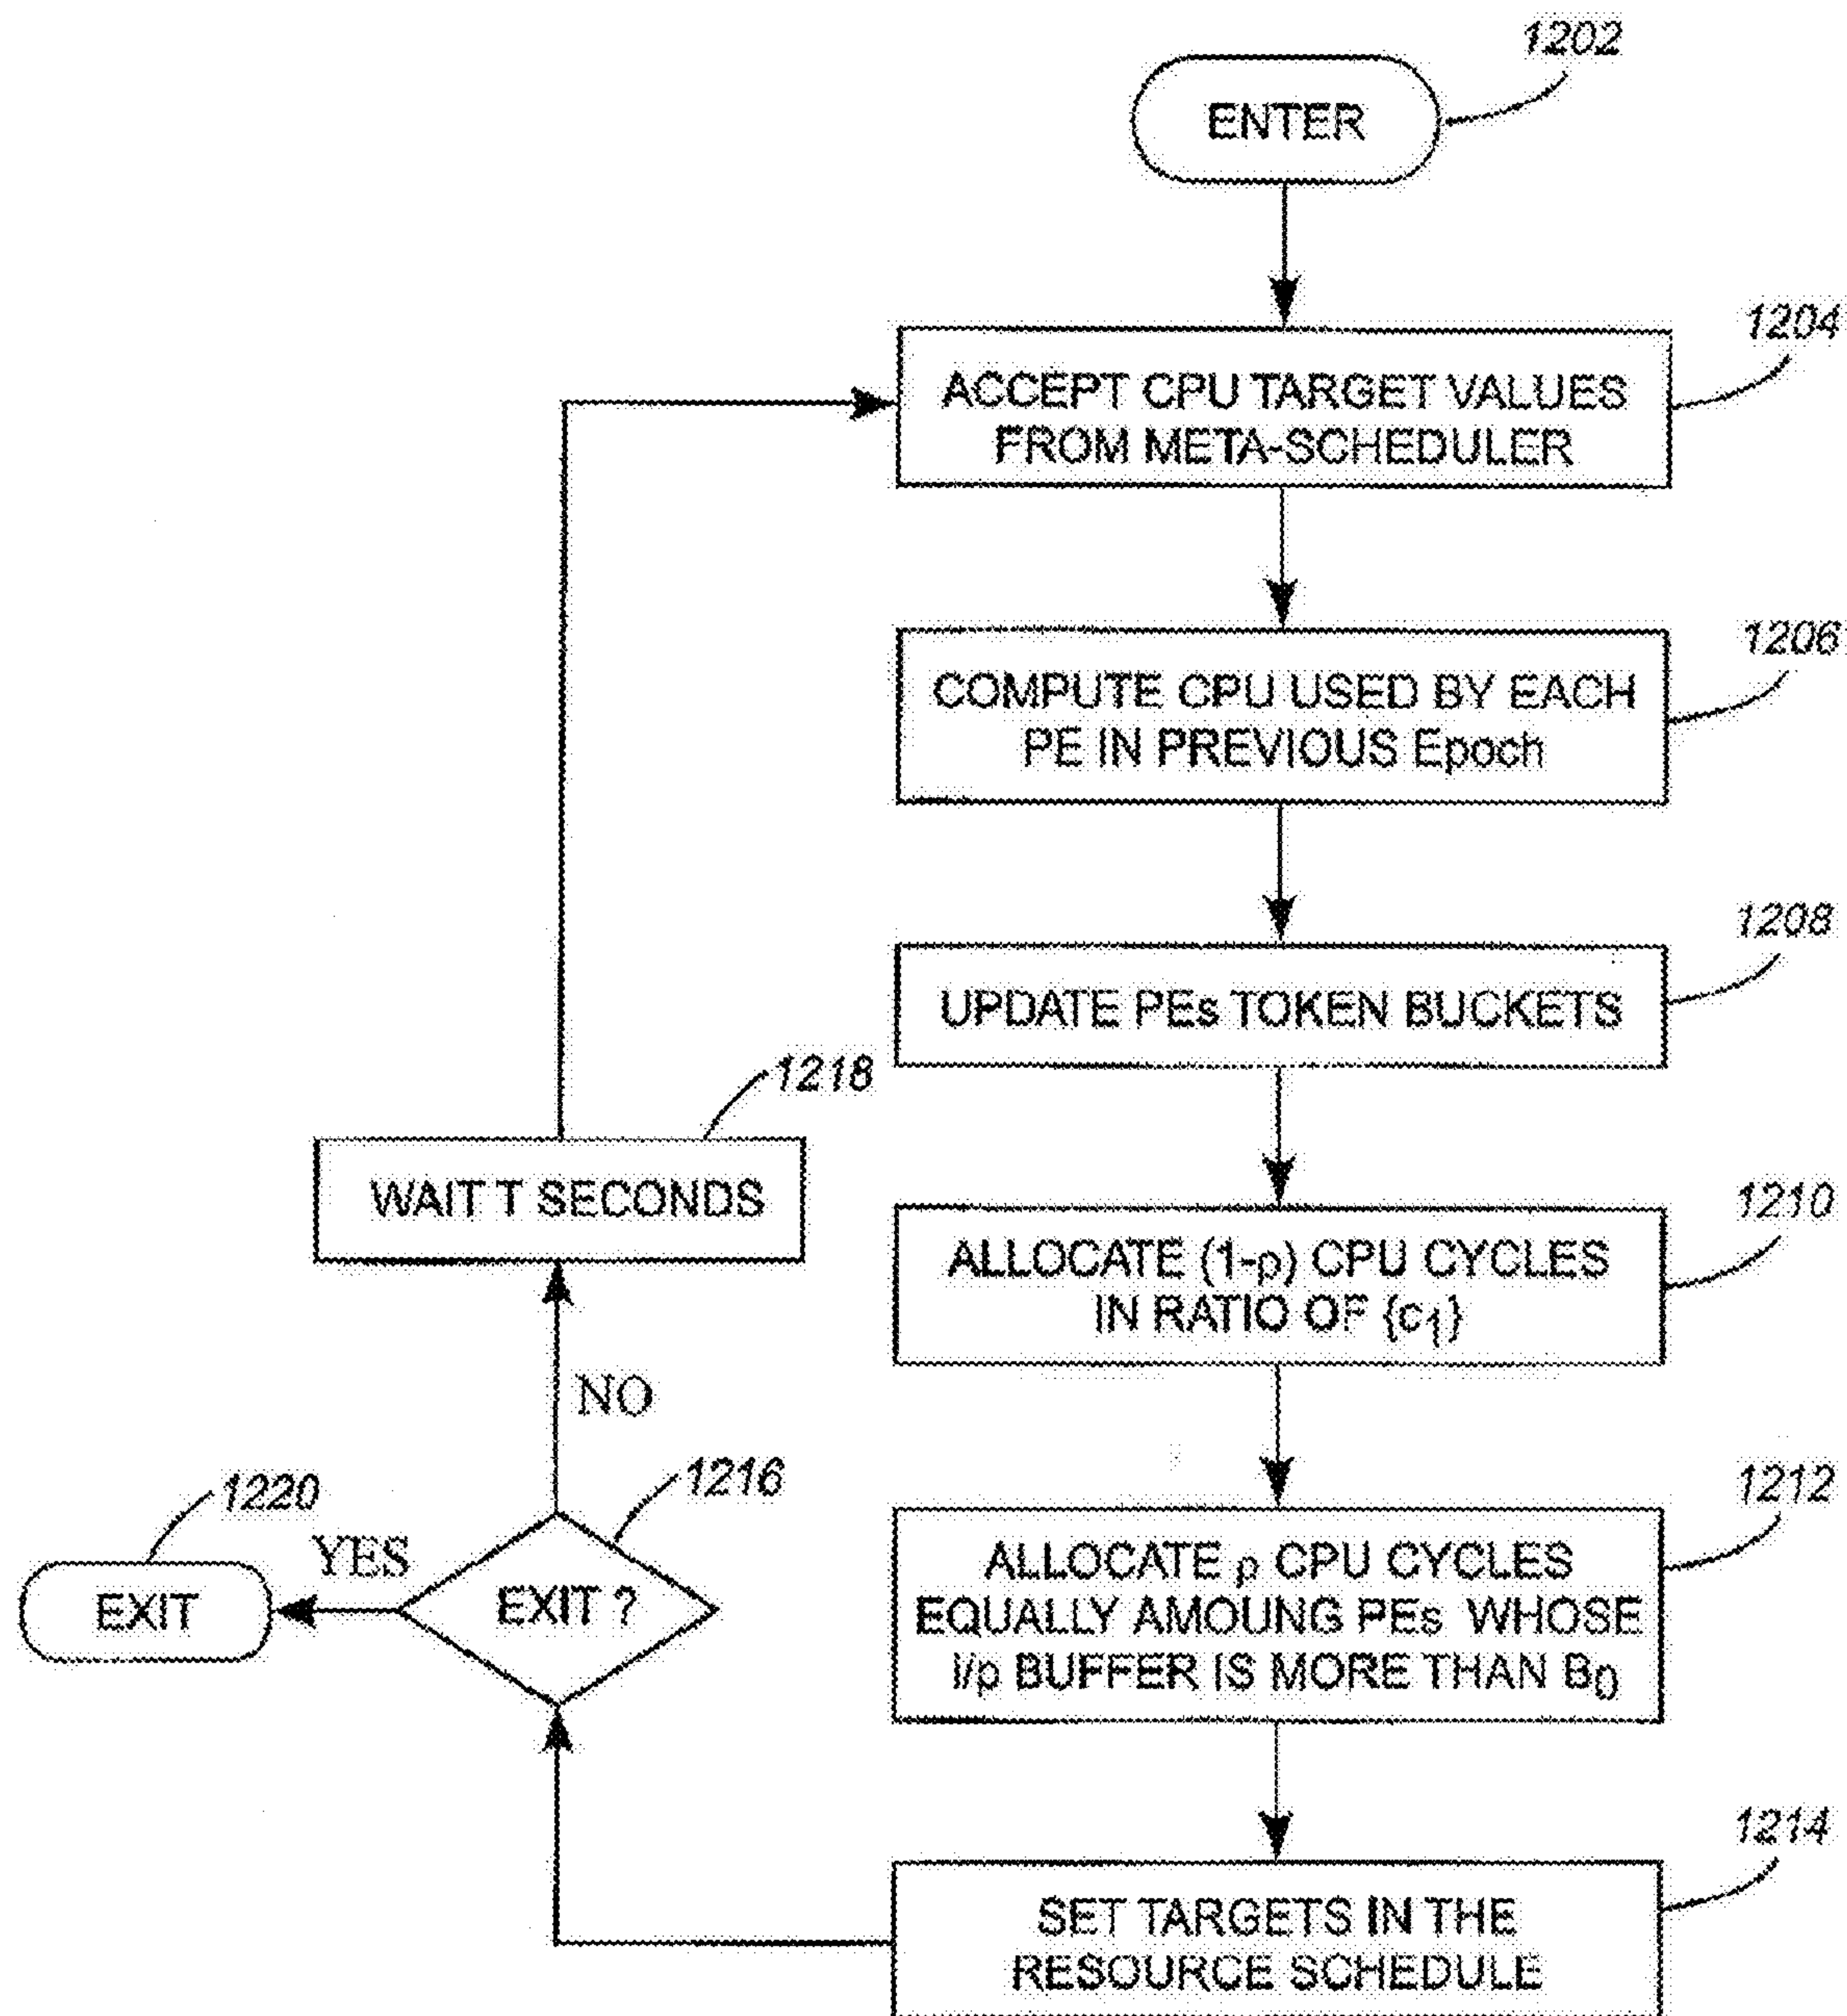 1202
ENTER
1204
ACCEPT CPU TARGET VALUES
FROM META-SCHEDULER
1206
COMPUTE CPU USED BY EACH
PE IN PREVIOUS Epoch
1208
UPDATE PEs TOKEN BUCKETS
1218
WAIT T SECONDS
1210
ALLOCATE (1-ρ) CPU CYCLES
IN RATIO OF {c1}
NO
1220
YES
EXIT
1216
EXIT ?
1212
ALLOCATE ρ CPU CYCLES
EQUALLY AMOUNG PEs WHOSE
i/p BUFFER IS MORE THAN B0
1214
SET TARGETS IN THE
RESOURCE SCHEDULE